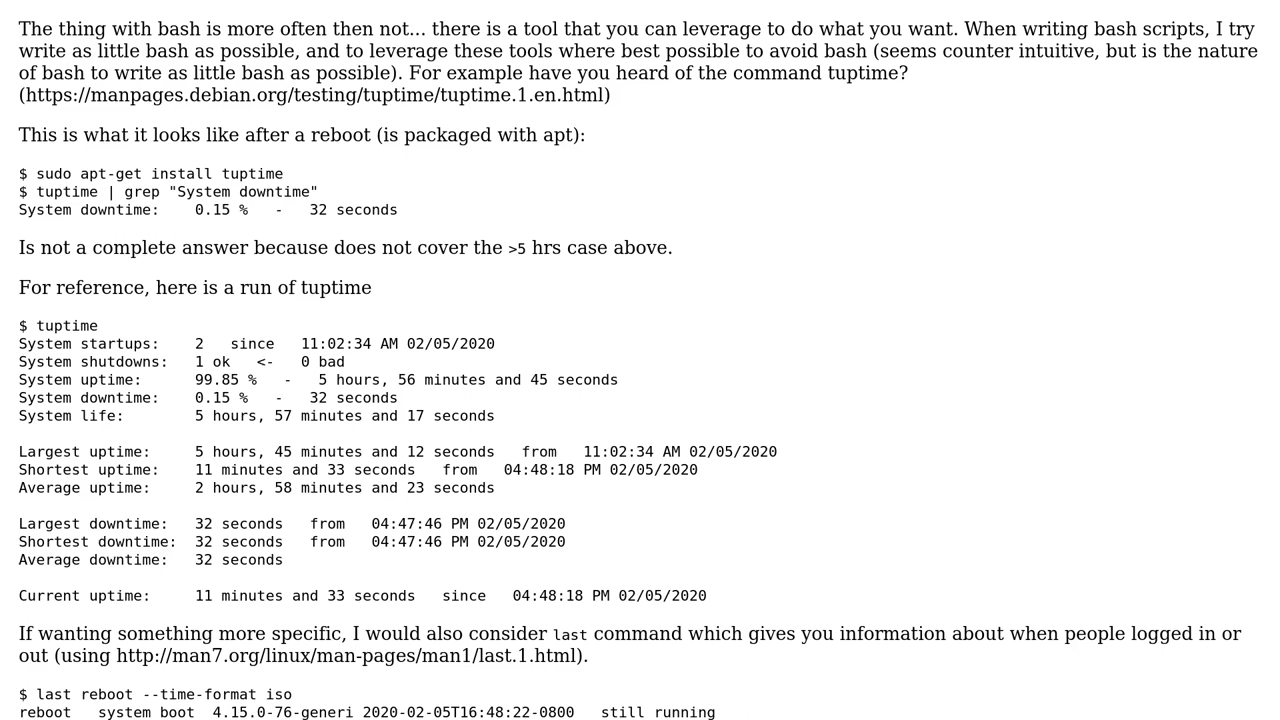 The thing with bash is more often then not... there is a tool that you can leverage to do what you want. When writing bash scripts, I try
write as little bash as possible, and to leverage these tools where best possible to avoid bash (seems counter intuitive, but is the nature
of bash to write as little bash as possible). For example have you heard of the command tuptime?
(https://manpages.debian.org/testing/tuptime/tuptime.1.en.html)
This is what it looks like after a reboot (is packaged with apt):
$ sudo apt-get install tuptime
$ tuptime | grep "System downtime"
System downtime:    0.15 %   -   32 seconds
Is not a complete answer because does not cover the >5 hrs case above.
For reference, here is a run of tuptime
$ tuptime
System startups:    2   since   11:02:34 AM 02/05/2020
System shutdowns:   1 ok   <-   0 bad
System uptime:      99.85 %   -   5 hours, 56 minutes and 45 seconds
System downtime:    0.15 %   -   32 seconds
System life:        5 hours, 57 minutes and 17 seconds
Largest uptime:     5 hours, 45 minutes and 12 seconds   from   11:02:34 AM 02/05/2020
Shortest uptime:    11 minutes and 33 seconds   from   04:48:18 PM 02/05/2020
Average uptime:     2 hours, 58 minutes and 23 seconds
Largest downtime:   32 seconds   from   04:47:46 PM 02/05/2020
Shortest downtime:  32 seconds   from   04:47:46 PM 02/05/2020
Average downtime:   32 seconds
Current uptime:     11 minutes and 33 seconds   since   04:48:18 PM 02/05/2020
If wanting something more specific, I would also consider last command which gives you information about when people logged in or
out (using http://man7.org/linux/man-pages/man1/last.1.html).
$ last reboot --time-format iso
reboot   system boot  4.15.0-76-generi 2020-02-05T16:48:22-0800   still running